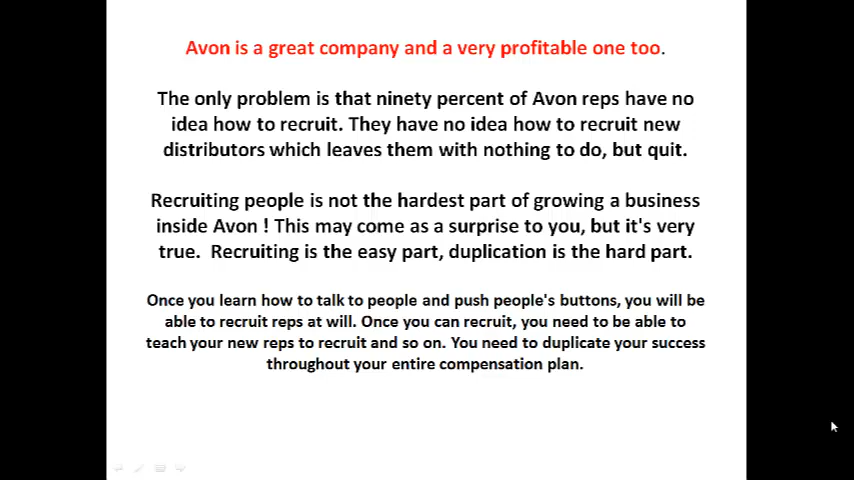 Avon is a great company and a very profitable one too.
The only problem is that ninety percent of Avon reps have no
idea how to recruit. They have no idea how to recruit new
distributors which leaves them with nothing to do, but quit.
Recruiting people is not the hardest part of growing a business
inside Avon ! This may come as a surprise to you, but it's very
true.  Recruiting is the easy part, duplication is the hard part.
Once you learn how to talk to people and push people's buttons, you will be
able to recruit reps at will. Once you can recruit, you need to be able to
teach your new reps to recruit and so on. You need to duplicate your success
throughout your entire compensation plan.